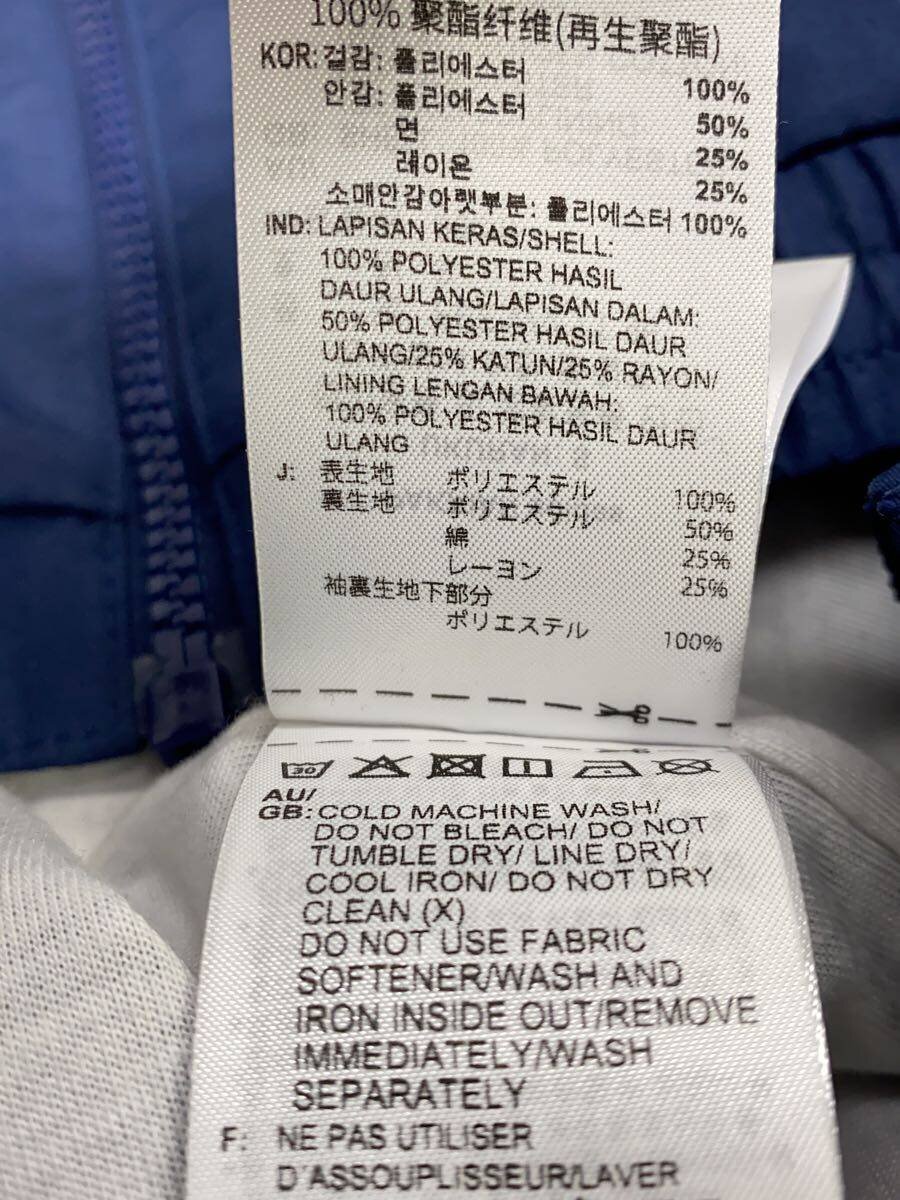 100% 聚酯纤维(再生聚酯)
KOR: 겉감: 폴리에스터 100%
안감: 폴리에스터 50%
면 25%
레이온 25%
소매안감아랫부분: 폴리에스터 100%
IND: LAPISAN KERAS/SHELL:
100% POLYESTER HASIL
DAUR ULANG/LAPISAN DALAM:
50% POLYESTER HASIL DAUR
ULANG/25% KATUN/25% RAYON/
LINING LENGAN BAWAH:
100% POLYESTER HASIL DAUR
ULANG
J: 表生地 ポリエステル 100%
裏生地 ポリエステル 50%
綿 25%
レーヨン 25%
袖裏生地下部分
ポリエステル 100%
30
AU/
GB: COLD MACHINE WASH/
DO NOT BLEACH/ DO NOT
TUMBLE DRY/ LINE DRY/
COOL IRON/ DO NOT DRY
CLEAN (X)
DO NOT USE FABRIC
SOFTENER/WASH AND
IRON INSIDE OUT/REMOVE
IMMEDIATELY/WASH
SEPARATELY
F: NE PAS UTILISER
D'ASSOUPLISSEUR/LAVER